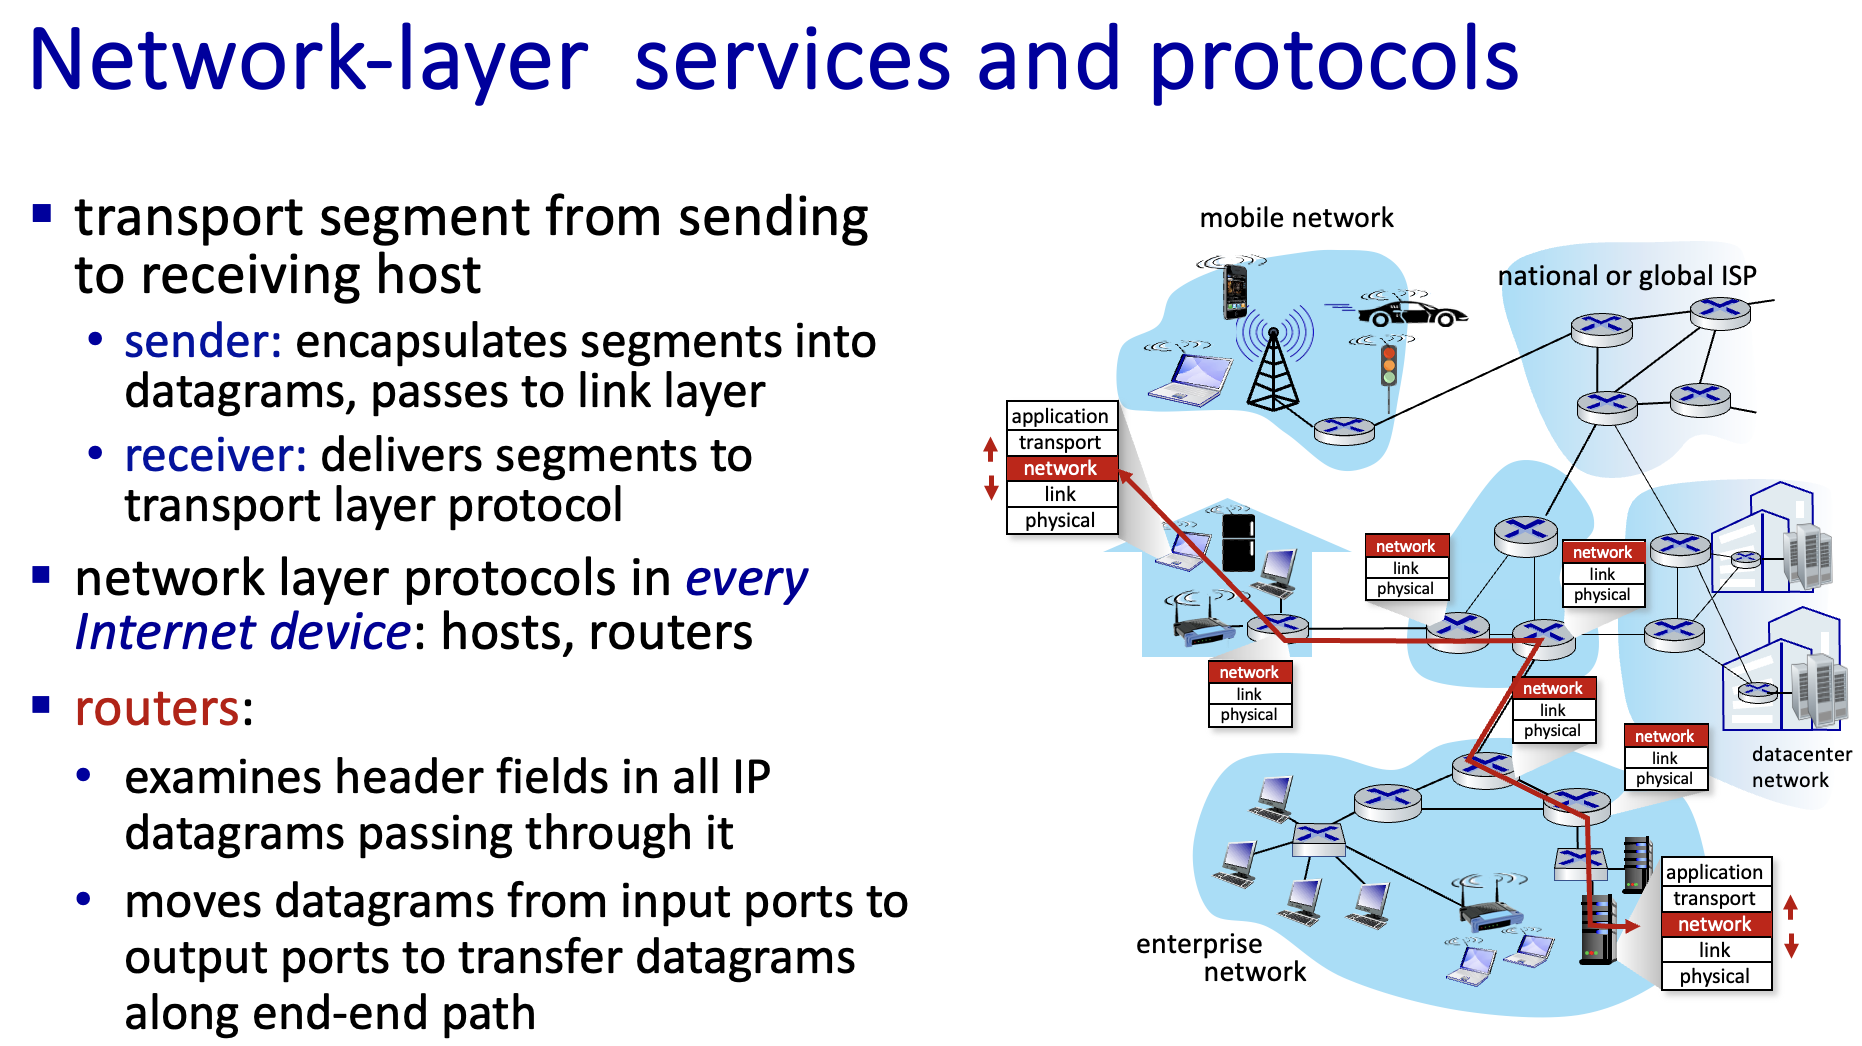 Network-layer services and protocols
transport segment from sending
to receiving host
sender: encapsulates segments into
datagrams, passes to link layer
receiver: delivers segments to
transport layer protocol
network layer protocols in every
Internet device: hosts, routers
routers:
examines header fields in all IP
datagrams passing through it
moves datagrams from input ports to
output ports to transfer datagrams
along end-end path
mobile network
national or global ISP
application
transport
network
link
physical
network
link
physical
network
link
physical
network
link
physical
network
link
physical
network
link
physical
datacenter
network
application
transport
network
link
physical
enterprise
network